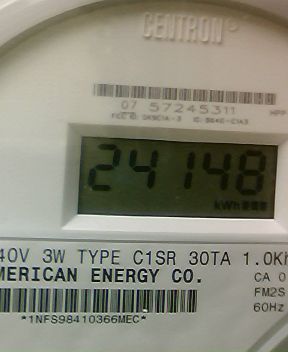 CENTRON®
07 57245311
24148
kWh
40V 3W TYPE C1SR 30TA 1.0Kh
MERICAN ENERGY CO.
CA 0
FM2S
60Hz
*1NFS98410366MEC*